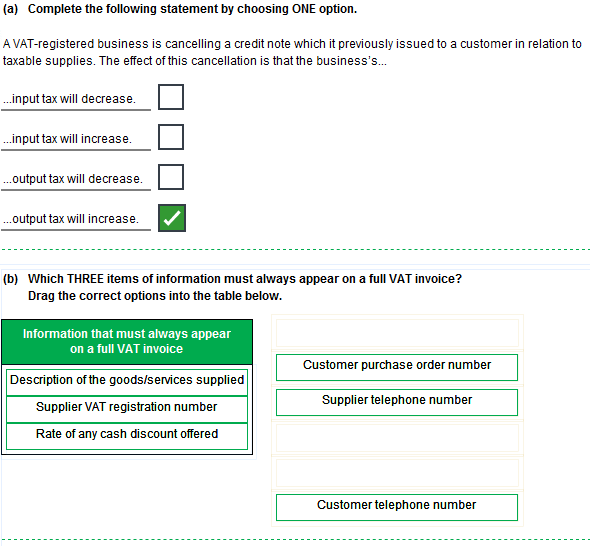 (a) Complete the following statement by choosing ONE option.
A VAT-registered business is cancelling a credit note which it previously issued to a customer in relation to
taxable supplies. The effect of this cancellation is that the business's...
...input tax will decrease.
...input tax will increase.
...output tax will decrease.
...output tax will increase.
(b) Which THREE items of information must always appear on a full VAT invoice?
Drag the correct options into the table below.
Information that must always appear
on a full VAT invoice
Description of the goods/services supplied
Supplier VAT registration number
Rate of any cash discount offered
Customer purchase order number
Supplier telephone number
Customer telephone number